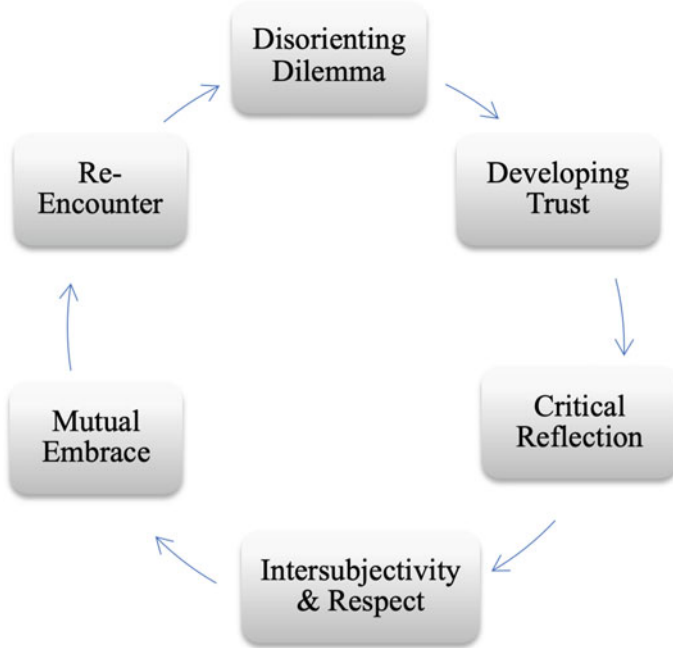 Disorienting
Dilemma
Developing
Trust
Critical
Reflection
Intersubjectivity
& Respect
Mutual
Embrace
Re-
Encounter